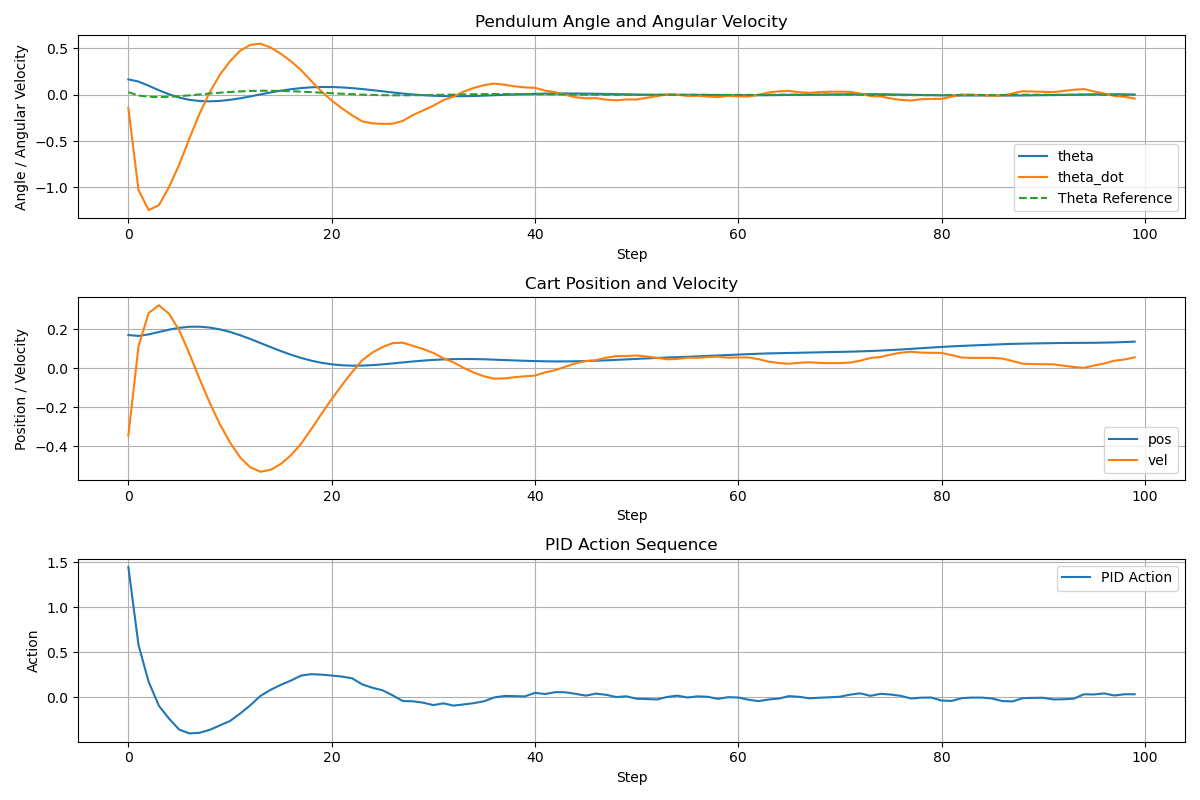 Pendulum Angle and Angular Velocity
Angle / Angular Velocity
0.5
0.0
−0.5
−1.0
theta
theta_dot
Theta Reference
0 20 40 60 80 100
Step
Cart Position and Velocity
Position / Velocity
0.2
0.0
−0.2
−0.4
pos
vel
0 20 40 60 80 100
Step
PID Action Sequence
Action
1.5
1.0
0.5
0.0
PID Action
0 20 40 60 80 100
Step